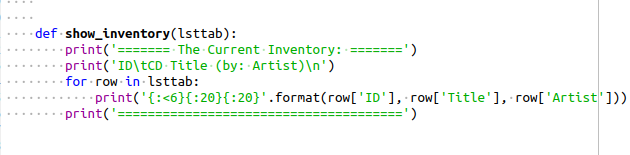 def show_inventory(lsttab):
print('======= The Current Inventory: =======')
print('ID\tCD Title (by: Artist)\n')
for row in lsttab:
print('{:<6}{:20}{:20}'.format(row['ID'], row['Title'], row['Artist']))
print('======================================')